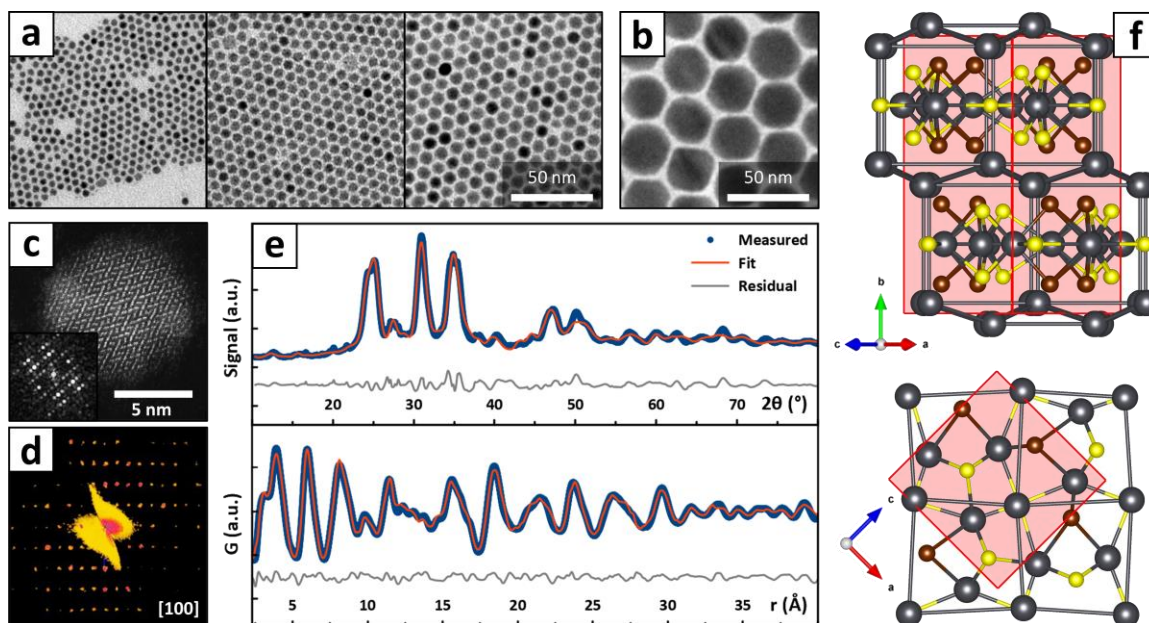 a
50 nm
b
50 nm
c
5 nm
d
[100]
e
Measured
Fit
Residual
Signal (a.u.)
20 30 40 50 60 70 2θ (°)
G (a.u.)
5 10 15 20 25 30 35 r (Å)
f
b
c a
c
a